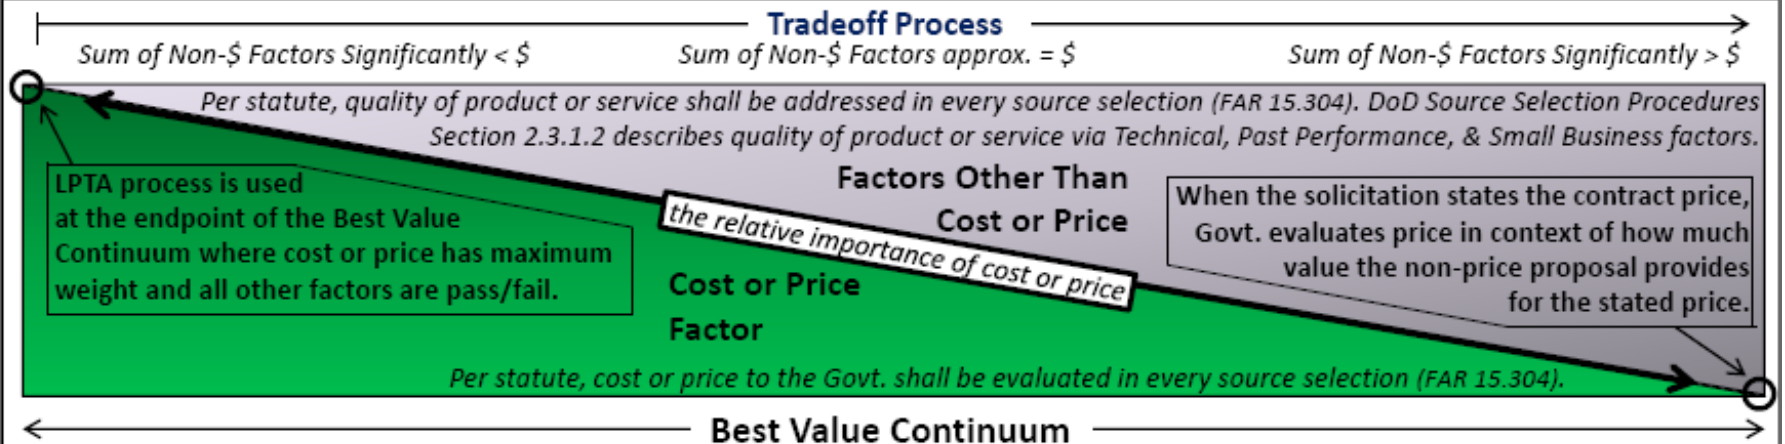 Tradeoff Process
Sum of Non-$ Factors Significantly < $
Sum of Non-$ Factors approx. = $
Sum of Non-$ Factors Significantly > $
Per statute, quality of product or service shall be addressed in every source selection (FAR 15.304). DoD Source Selection Procedures
Section 2.3.1.2 describes quality of product or service via Technical, Past Performance, & Small Business factors.
LPTA process is used
at the endpoint of the Best Value
Continuum where cost or price has maximum
weight and all other factors are pass/fail.
Factors Other Than
Cost or Price
the relative importance of cost or price
Cost or Price
Factor
When the solicitation states the contract price,
Govt. evaluates price in context of how much
value the non-price proposal provides
for the stated price.
Per statute, cost or price to the Govt. shall be evaluated in every source selection (FAR 15.304).
Best Value Continuum